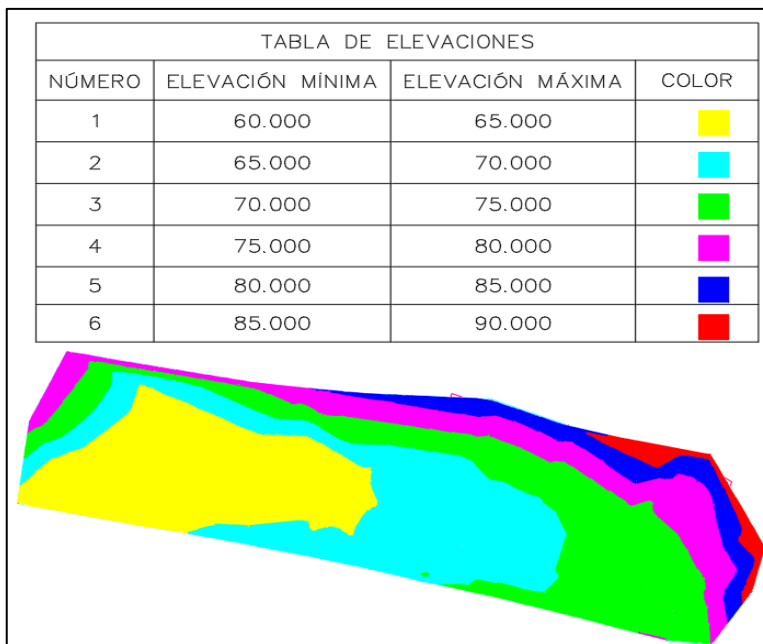 TABLA DE ELEVACIONES
NÚMERO ELEVACIÓN MÍNIMA ELEVACIÓN MÁXIMA COLOR
1 60.000 65.000
2 65.000 70.000
3 70.000 75.000
4 75.000 80.000
5 80.000 85.000
6 85.000 90.000